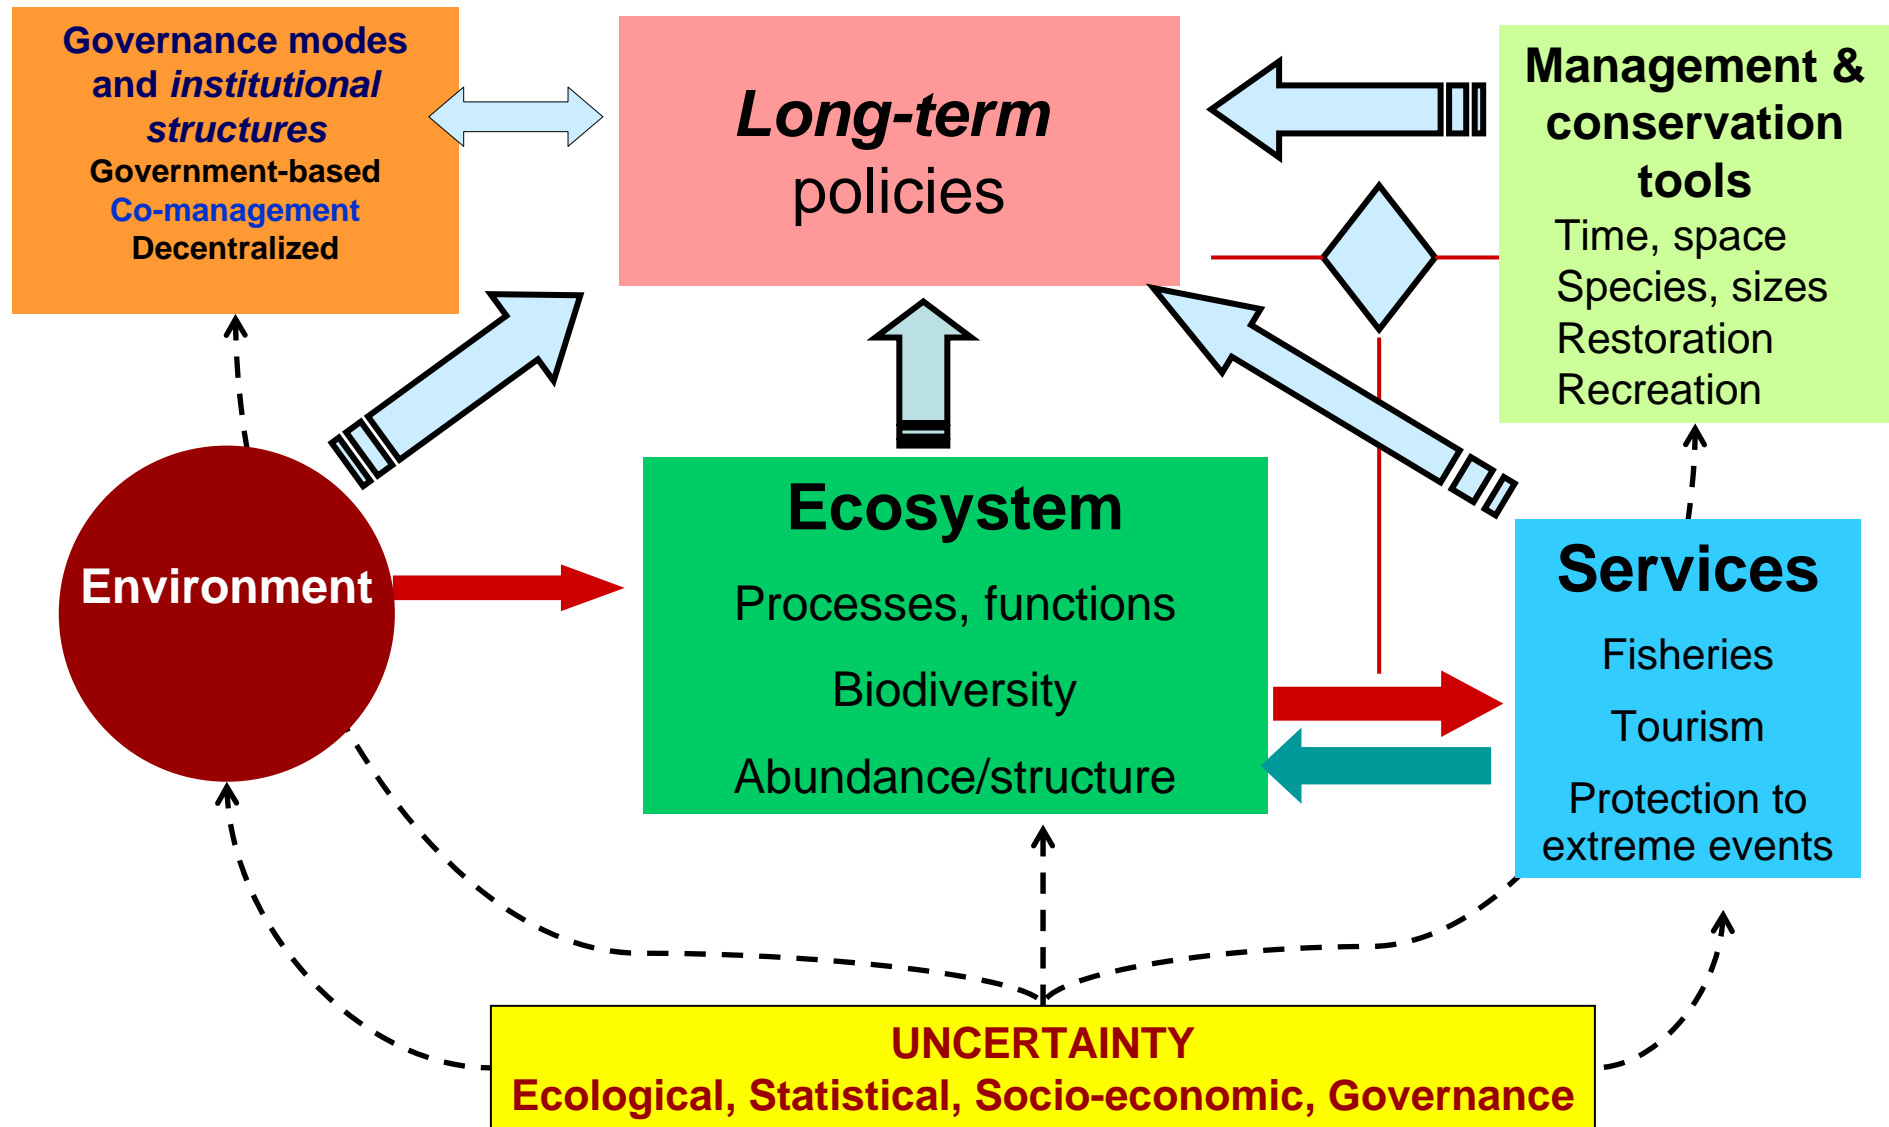 Governance modes
and institutional
structures
Government-based
Co-management
Decentralized
Long-term
policies
Management &
conservation
tools
Time, space
Species, sizes
Restoration
Recreation
Environment
Ecosystem
Processes, functions
Biodiversity
Abundance/structure
Services
Fisheries
Tourism
Protection to
extreme events
UNCERTAINTY
Ecological, Statistical, Socio-economic, Governance